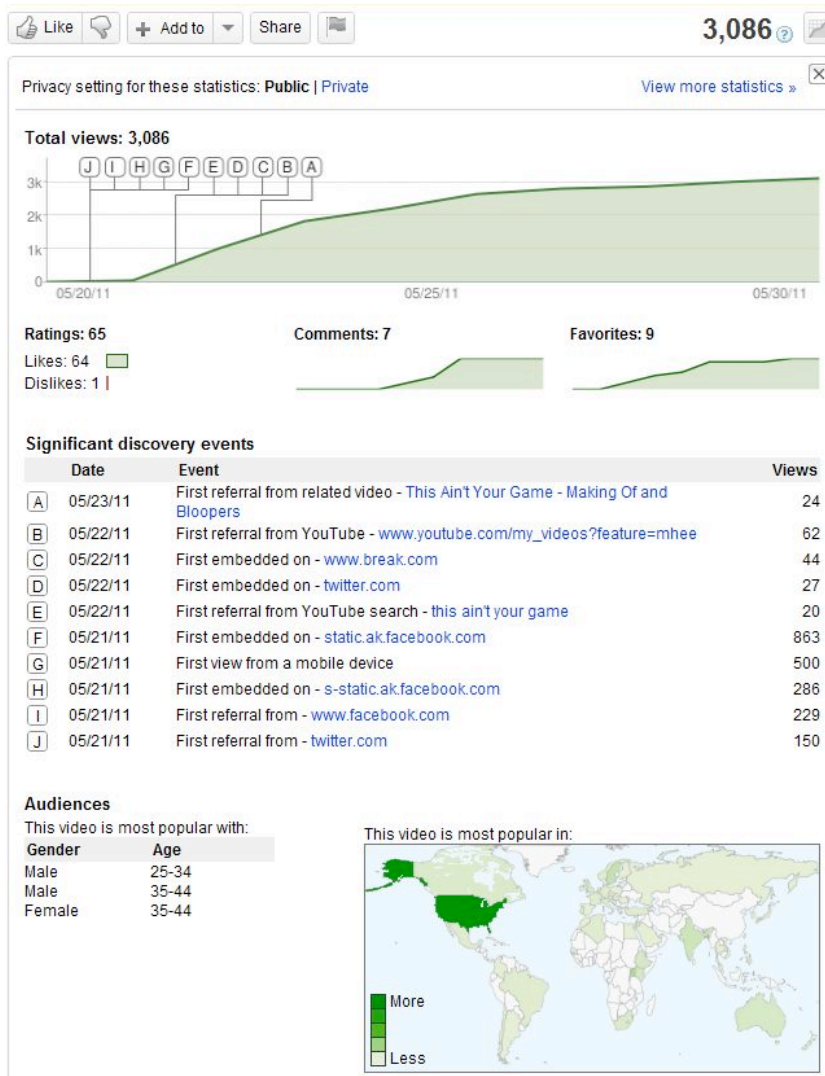 Like Add to Share 3,086 ?
Privacy setting for these statistics: Public | Private View more statistics »
Total views: 3,086
J I H G F E D C B A
3k
2k
1k
0
05/20/11 05/25/11 05/30/11
Ratings: 65 Comments: 7 Favorites: 9
Likes: 64
Dislikes: 1
Significant discovery events
Date Event Views
A 05/23/11 First referral from related video - This Ain't Your Game - Making Of and 24
Bloopers
B 05/22/11 First referral from YouTube - www.youtube.com/my_videos?feature=mhee 62
C 05/22/11 First embedded on - www.break.com 44
D 05/22/11 First embedded on - twitter.com 27
E 05/22/11 First referral from YouTube search - this ain't your game 20
F 05/21/11 First embedded on - static.ak.facebook.com 863
G 05/21/11 First view from a mobile device 500
H 05/21/11 First embedded on - s-static.ak.facebook.com 286
I 05/21/11 First referral from - www.facebook.com 229
J 05/21/11 First referral from - twitter.com 150
Audiences
This video is most popular with:
Gender Age
Male 25-34
Male 35-44
Female 35-44
This video is most popular in:
More
Less